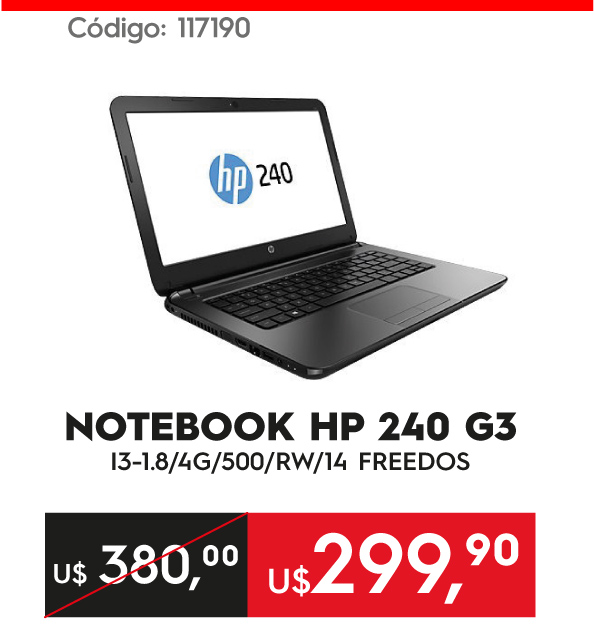 Código: 117190
hp 240
hp
NOTEBOOK HP 240 G3
I3-1.8/4G/500/RW/14 FREEDOS
U$ 380,00
U$ 299,90